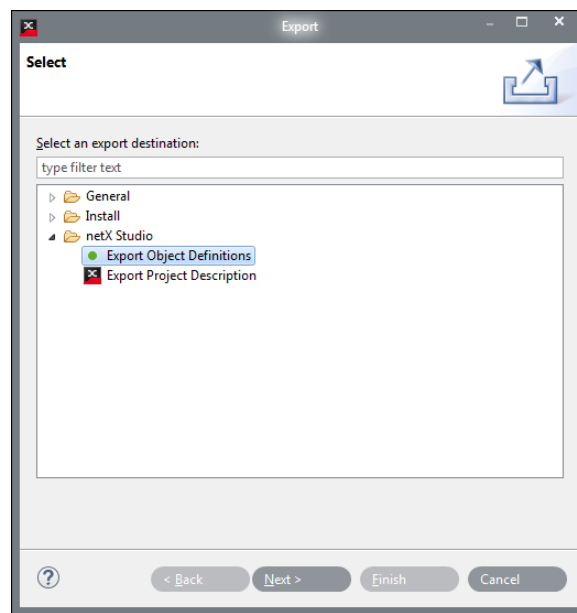 Export
Select
Select an export destination:
type filter text
General
Install
netX Studio
Export Object Definitions
Export Project Description
? < Back Next > Finish Cancel